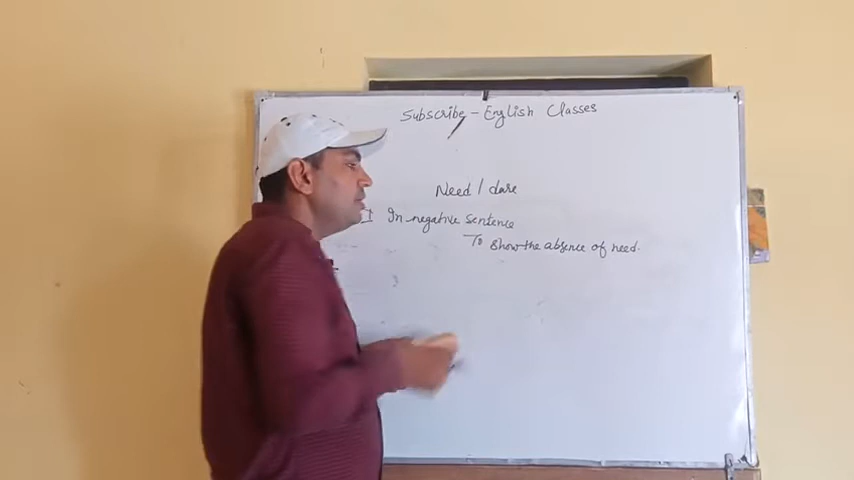 Subscribe - English Classes
Need / dare
I In negative sentence
To show the absence of need.